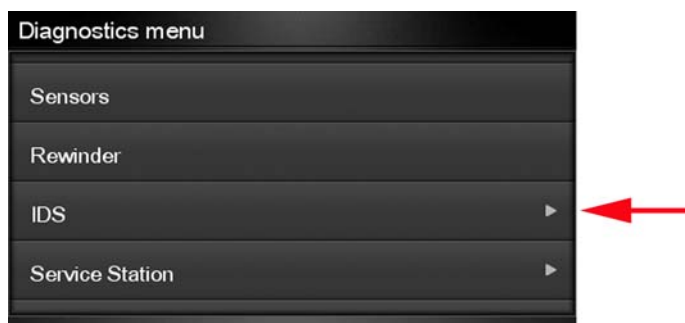 Diagnostics menu
Sensors
Rewinder
IDS
Service Station